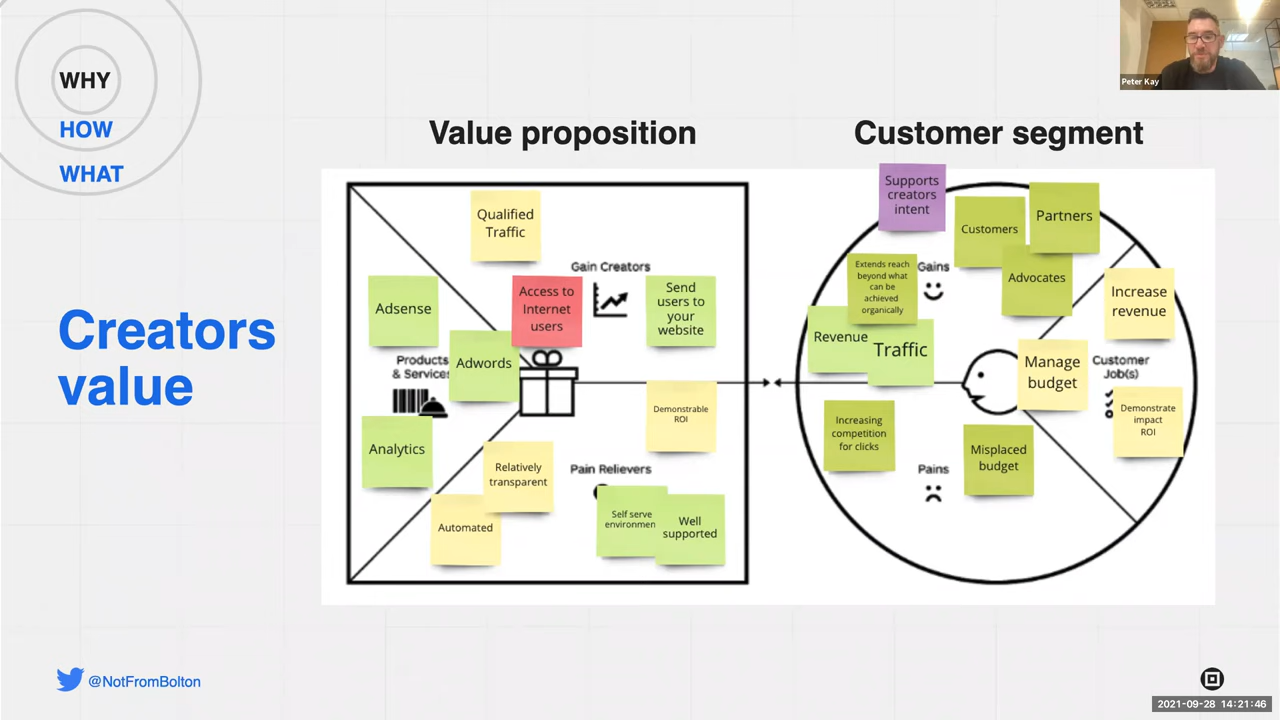 WHY
HOW
WHAT
Peter Kay
Value proposition
Customer segment
Creators
value
Qualified
Traffic
Gain Creators
Adsense
Access to
Internet
users
Send
users to
your
website
Products
& Services
Adwords
Demonstrable
ROI
Analytics
Relatively
transparent
Pain Relievers
Automated
Self serve
environmen
Well
supported
Supports
creators
intent
Customers
Partners
Extends reach
beyond what
can be
achieved
organically
Gains
Advocates
Increase
revenue
Revenue
Traffic
Manage
budget
Customer
Job(s)
Demonstrate
impact
ROI
Increasing
competition
for clicks
Pains
Misplaced
budget
@NotFromBolton
2021-09-28 14:21:46